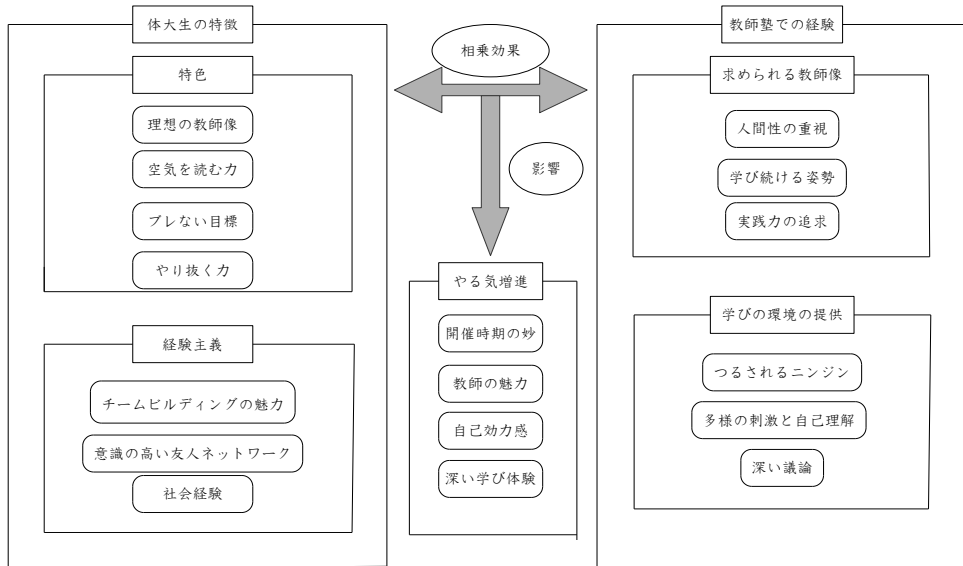 体大生の特徴
特色
理想の教師像
空気を読む力
ブレない目標
やり抜く力
経験主義
チームビルディングの魅力
意識の高い友人ネットワーク
社会経験
相乗効果
影響
やる気増進
開催時期の妙
教師の魅力
自己効力感
深い学び体験
教師塾での経験
求められる教師像
人間性の重視
学び続ける姿勢
実践力の追求
学びの環境の提供
つるされるニンジン
多様の刺激と自己理解
深い議論